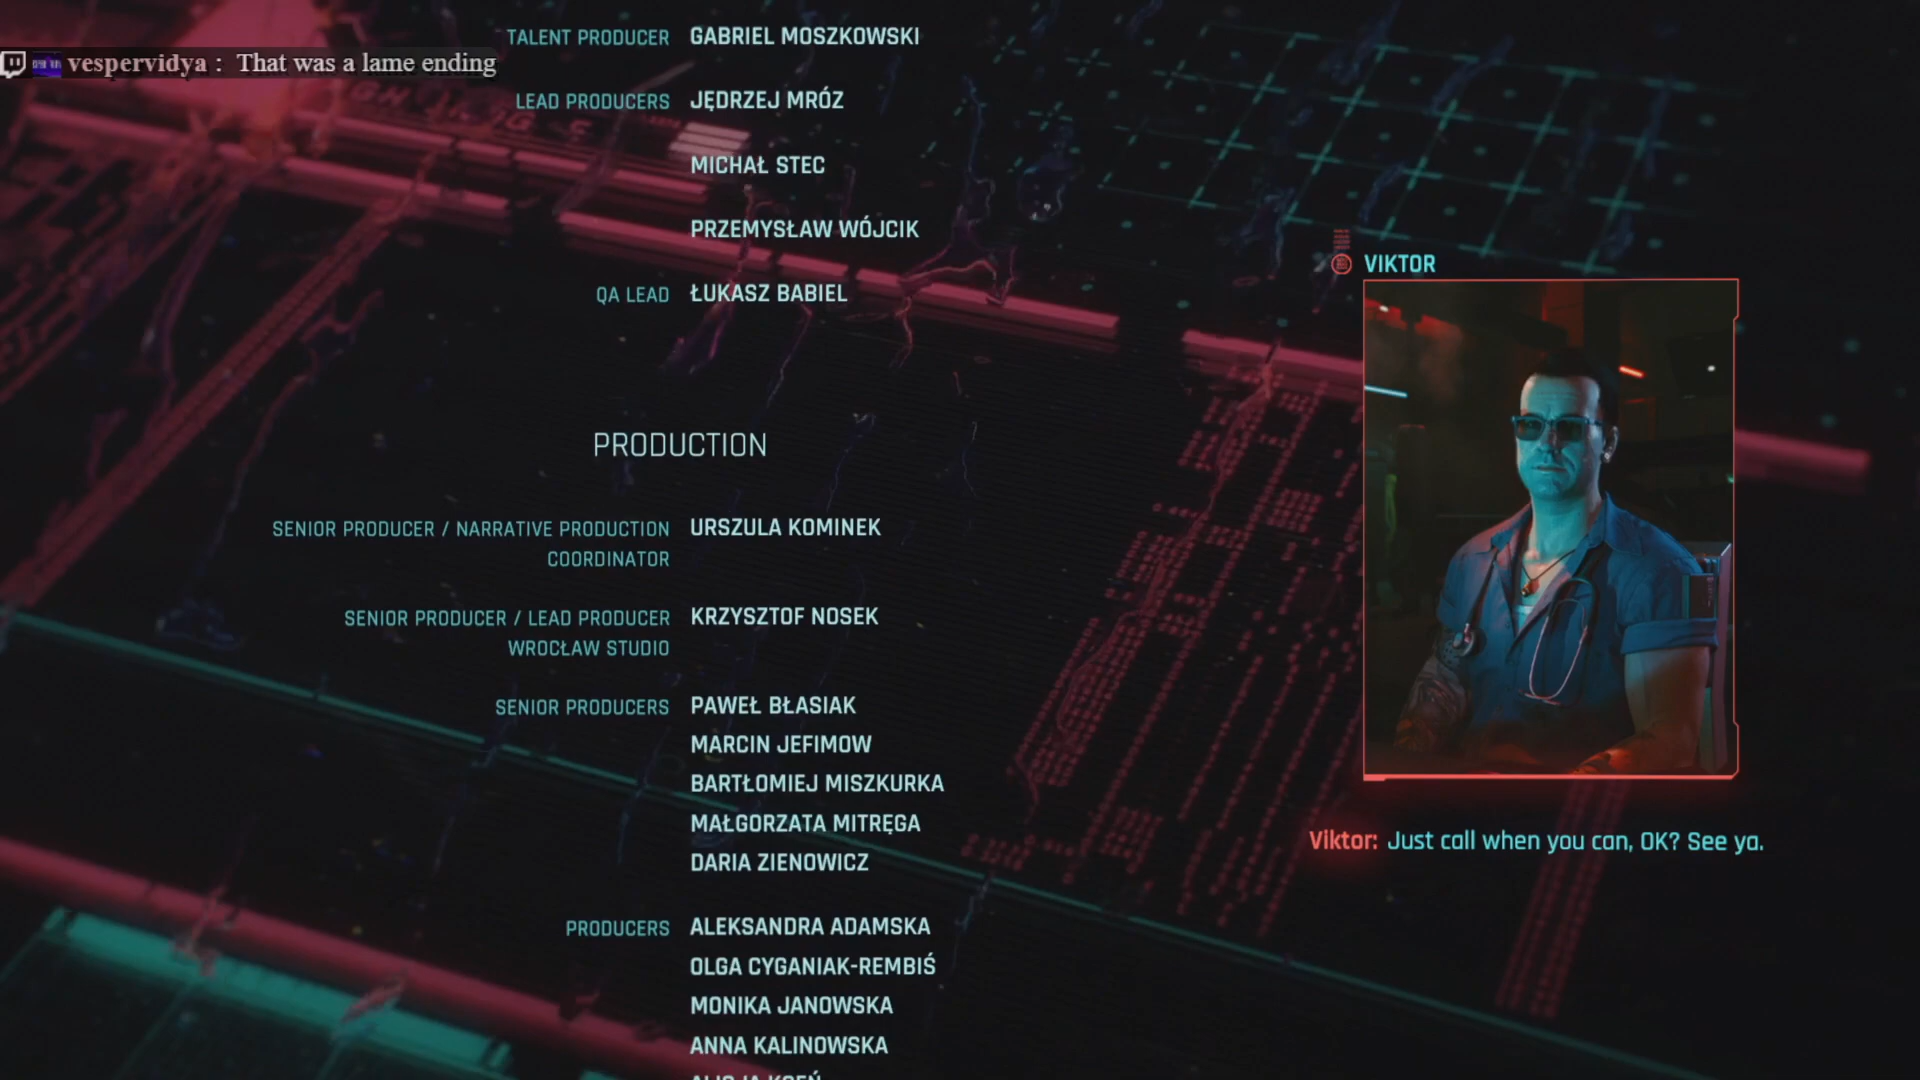 TALENT PRODUCER GABRIEL MOSZKOWSKI
vespervidya : That was a lame ending
LEAD PRODUCERS JĘDRZEJ MRÓZ
MICHAŁ STEC
PRZEMYSŁAW WÓJCIK
QA LEAD ŁUKASZ BABIEL
PRODUCTION
SENIOR PRODUCER / NARRATIVE PRODUCTION URSZULA KOMINEK
COORDINATOR
SENIOR PRODUCER / LEAD PRODUCER KRZYSZTOF NOSEK
WROCŁAW STUDIO
SENIOR PRODUCERS PAWEŁ BŁASIAK
MARCIN JEFIMOW
BARTŁOMIEJ MISZKURKA
MAŁGORZATA MITRĘGA
DARIA ZIENOWICZ
PRODUCERS ALEKSANDRA ADAMSKA
OLGA CYGANIAK-REMBIŚ
MONIKA JANOWSKA
ANNA KALINOWSKA
VIKTOR
Viktor: Just call when you can, OK? See ya.